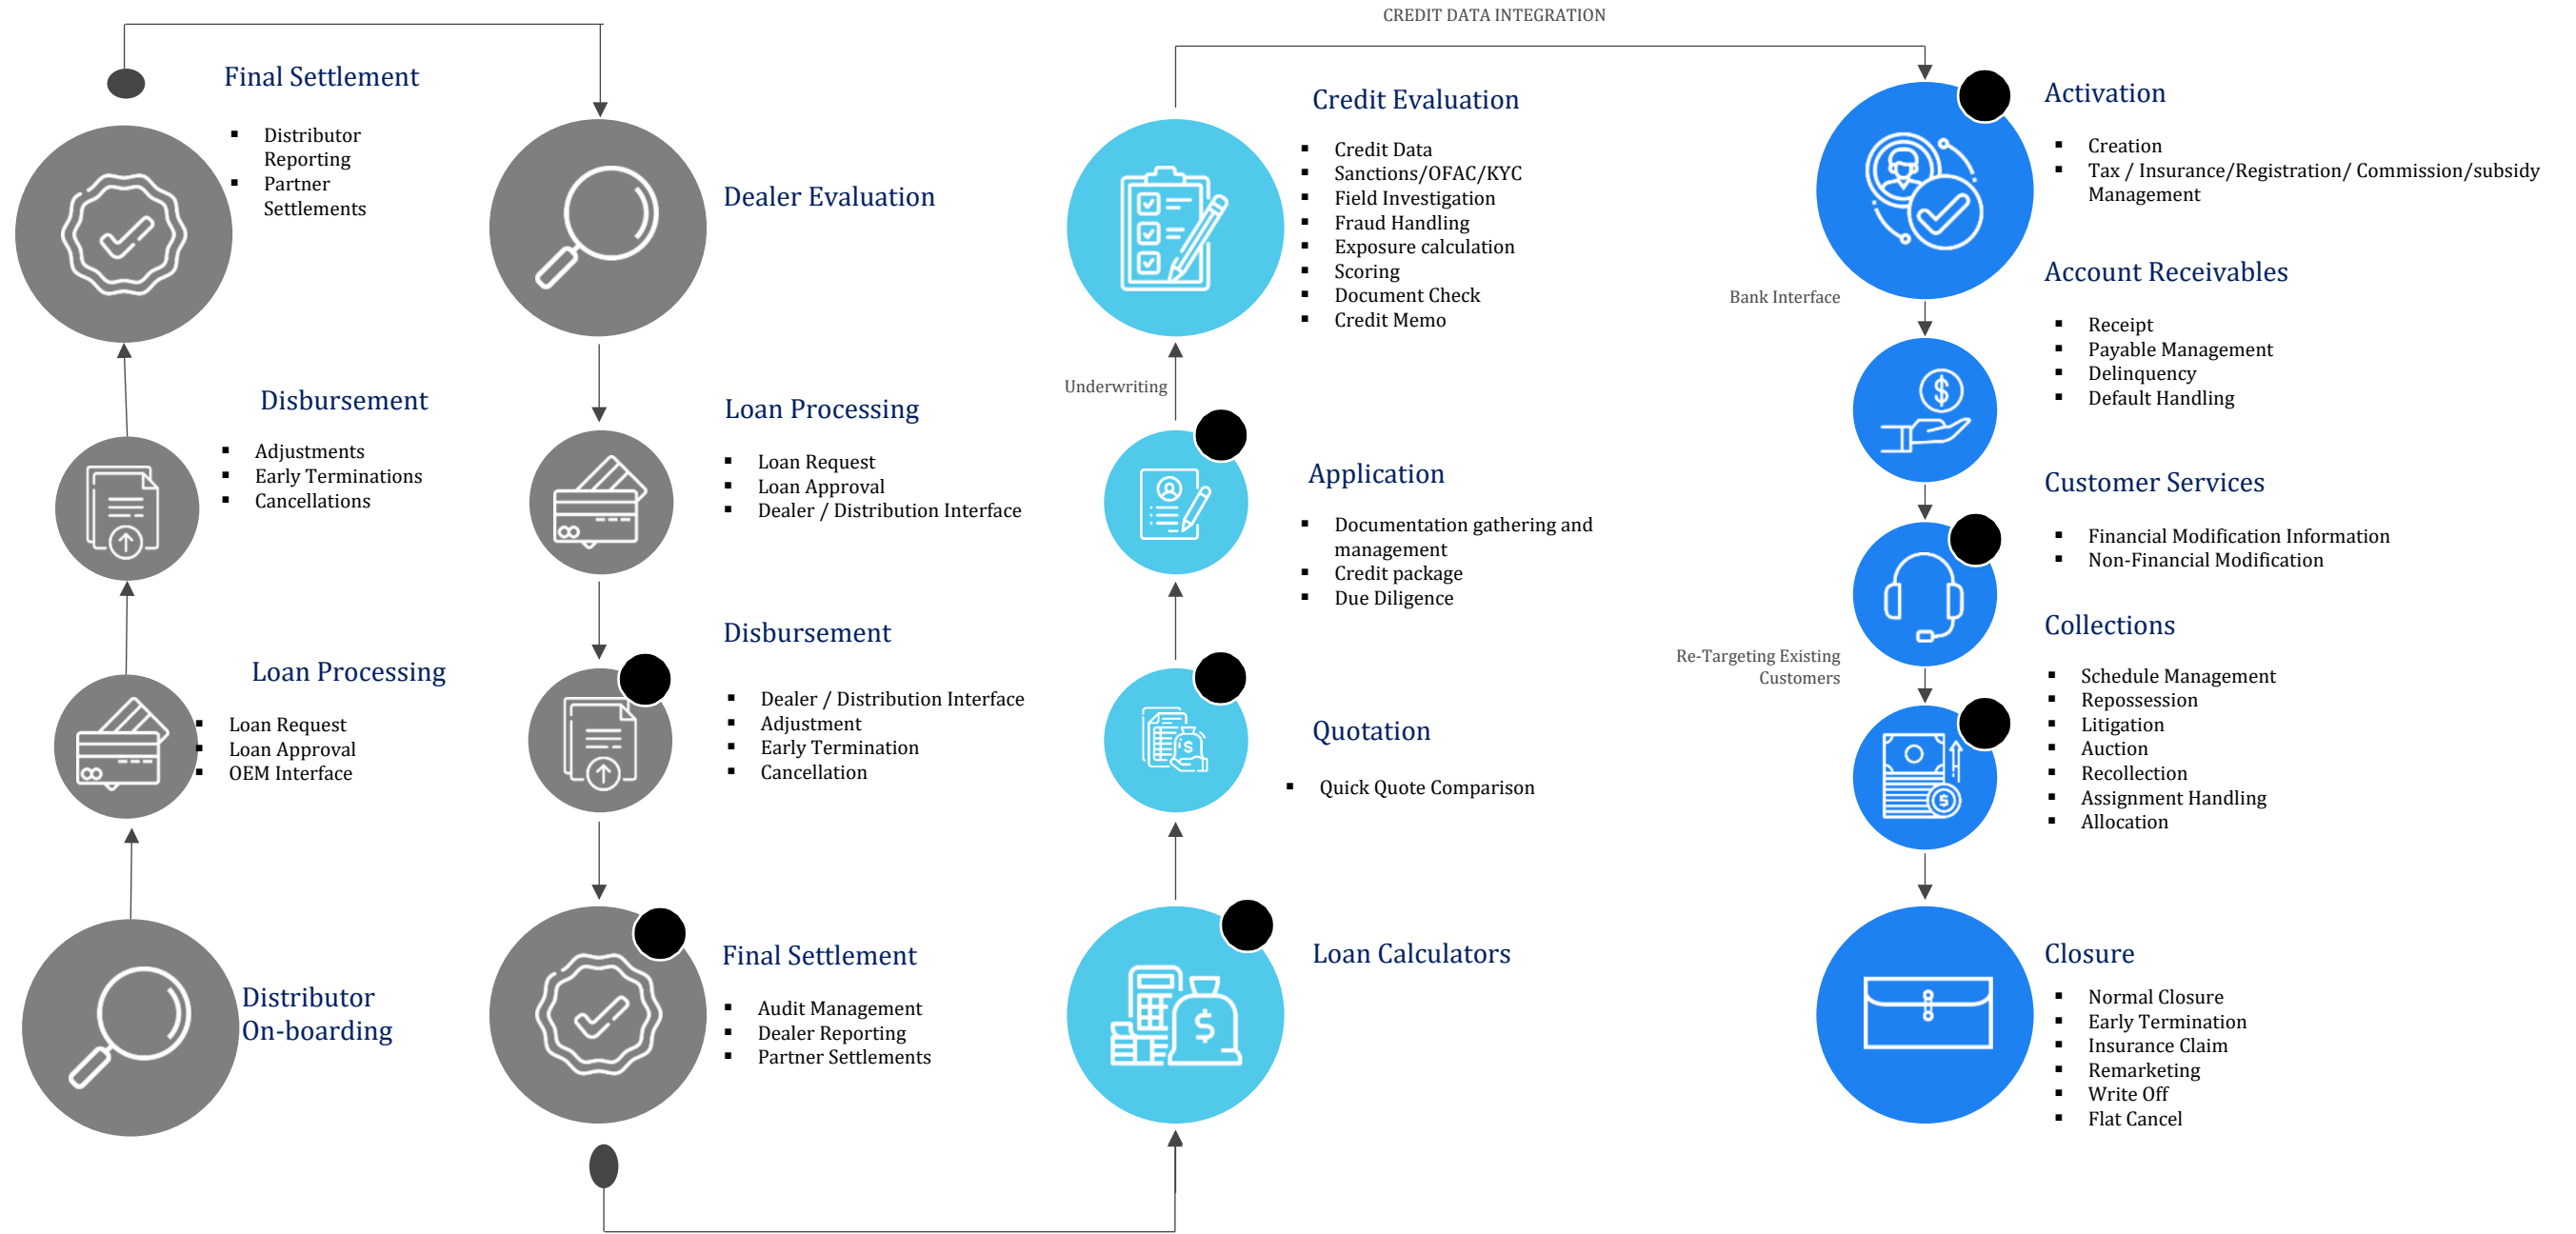 CREDIT DATA INTEGRATION
Final Settlement
Distributor
Reporting
Partner
Settlements
Disbursement
Adjustments
Early Terminations
Cancellations
Loan Processing
Loan Request
Loan Approval
OEM Interface
Distributor
On-boarding
Dealer Evaluation
Loan Processing
Loan Request
Loan Approval
Dealer / Distribution Interface
Disbursement
Dealer / Distribution Interface
Adjustment
Early Termination
Cancellation
Final Settlement
Audit Management
Dealer Reporting
Partner Settlements
Credit Evaluation
Credit Data
Sanctions/OFAC/KYC
Field Investigation
Fraud Handling
Exposure calculation
Scoring
Document Check
Credit Memo
Underwriting
Application
Documentation gathering and
management
Credit package
Due Diligence
Quotation
Quick Quote Comparison
Loan Calculators
Activation
Creation
Tax / Insurance/Registration/ Commission/subsidy
Management
Bank Interface
Account Receivables
Receipt
Payable Management
Delinquency
Default Handling
Customer Services
Financial Modification Information
Non-Financial Modification
Re-Targeting Existing
Customers
Collections
Schedule Management
Repossession
Litigation
Auction
Recollection
Assignment Handling
Allocation
Closure
Normal Closure
Early Termination
Insurance Claim
Remarketing
Write Off
Flat Cancel